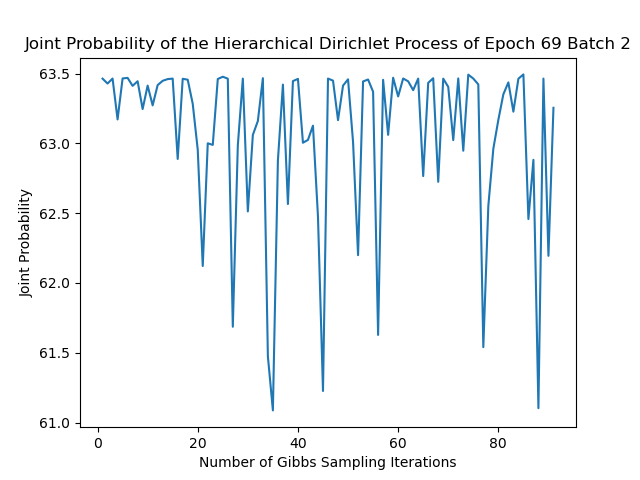 Joint Probability of the Hierarchical Dirichlet Process of Epoch 69 Batch 2
63.5
63.0
62.5
62.0
61.5
61.0
Joint Probability
0 20 40 60 80
Number of Gibbs Sampling Iterations